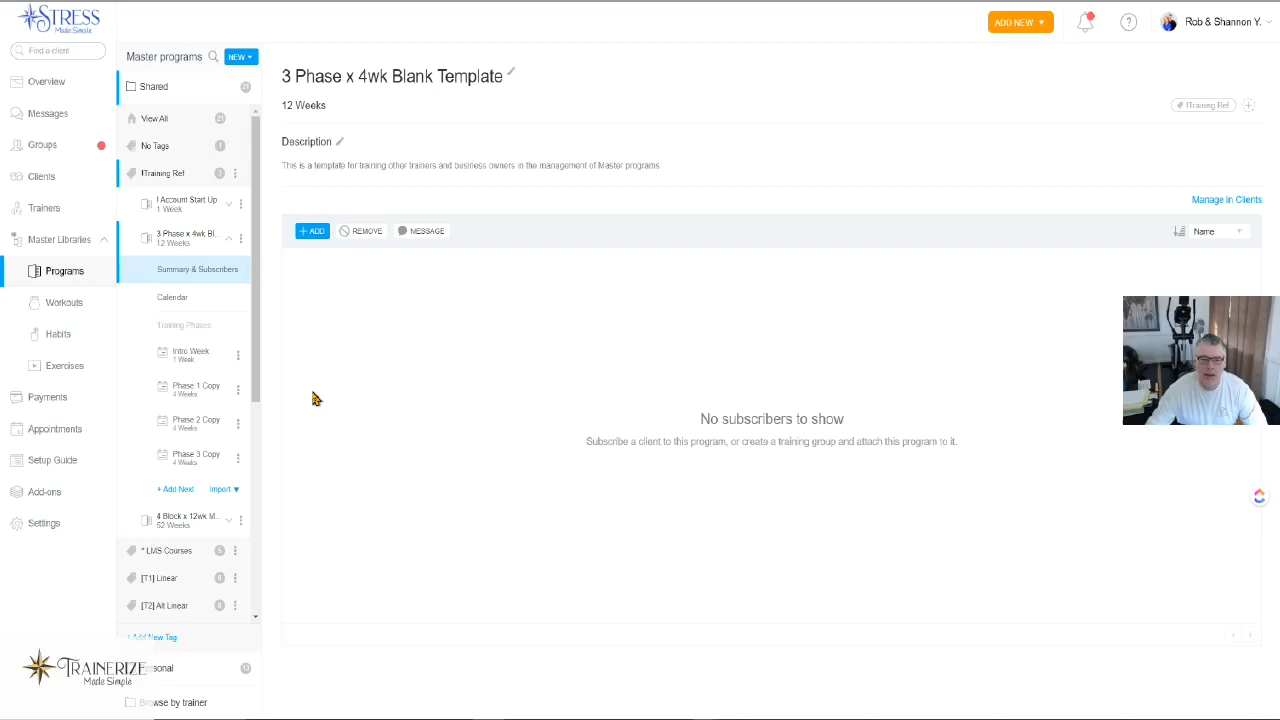 STRESS
Made Simple
Find a client
Overview
Messages
Groups
Clients
Trainers
Master Libraries
Programs
Workouts
Habits
Exercises
Payments
Appointments
Setup Guide
Add-ons
Settings
TRAINERIZE
Made Simple
Master programs
NEW
Shared
21
View All
21
No Tags
1
!Training Ref
3
! Account Start Up
1 Week
3 Phase x 4wk Bl...
12 Weeks
Summary & Subscribers
Calendar
Training Phases
Intro Week
1 Week
Phase 1 Copy
4 Weeks
Phase 2 Copy
4 Weeks
Phase 3 Copy
4 Weeks
+ Add Next
Import
4 Block x 12wk M...
52 Weeks
* LMS Courses
5
[T1] Linear
0
[T2] Alt Linear
0
+ Add New Tag
Personal
Browse by trainer
ADD NEW
?
Rob & Shannon Y.
3 Phase x 4wk Blank Template
12 Weeks
!Training Ref
Description
This is a template for training other trainers and business owners in the management of Master programs
Manage in Clients
+ ADD
REMOVE
MESSAGE
Name
No subscribers to show
Subscribe a client to this program, or create a training group and attach this program to it.